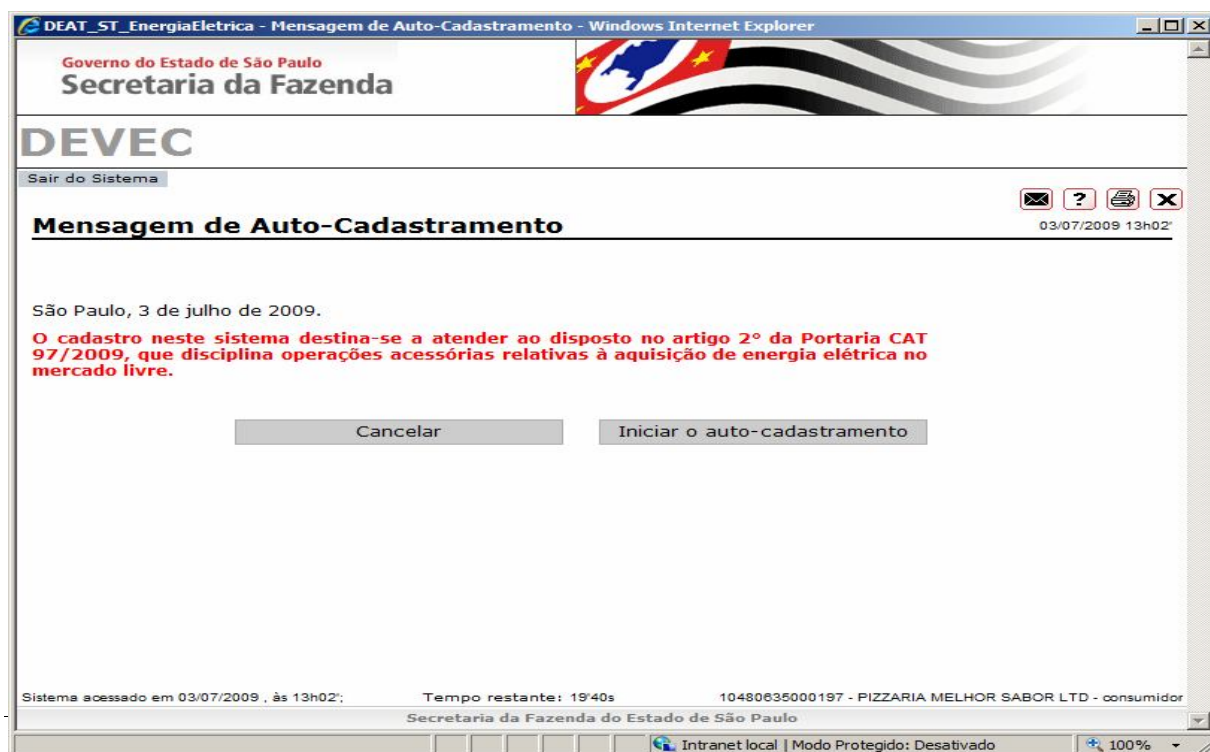 DEAT_ST_EnergiaEletrica - Mensagem de Auto-Cadastramento - Windows Internet Explorer
Governo do Estado de São Paulo
Secretaria da Fazenda
DEVEC
Sair do Sistema
Mensagem de Auto-Cadastramento
03/07/2009 13h02'
São Paulo, 3 de julho de 2009.
O cadastro neste sistema destina-se a atender ao disposto no artigo 2° da Portaria CAT
97/2009, que disciplina operações acessórias relativas à aquisição de energia elétrica no
mercado livre.
Cancelar
Iniciar o auto-cadastramento
Sistema acessado em 03/07/2009 , às 13h02';
Tempo restante: 19'40s
10480635000197 - PIZZARIA MELHOR SABOR LTD - consumidor
Secretaria da Fazenda do Estado de São Paulo
Intranet local | Modo Protegido: Desativado
100%